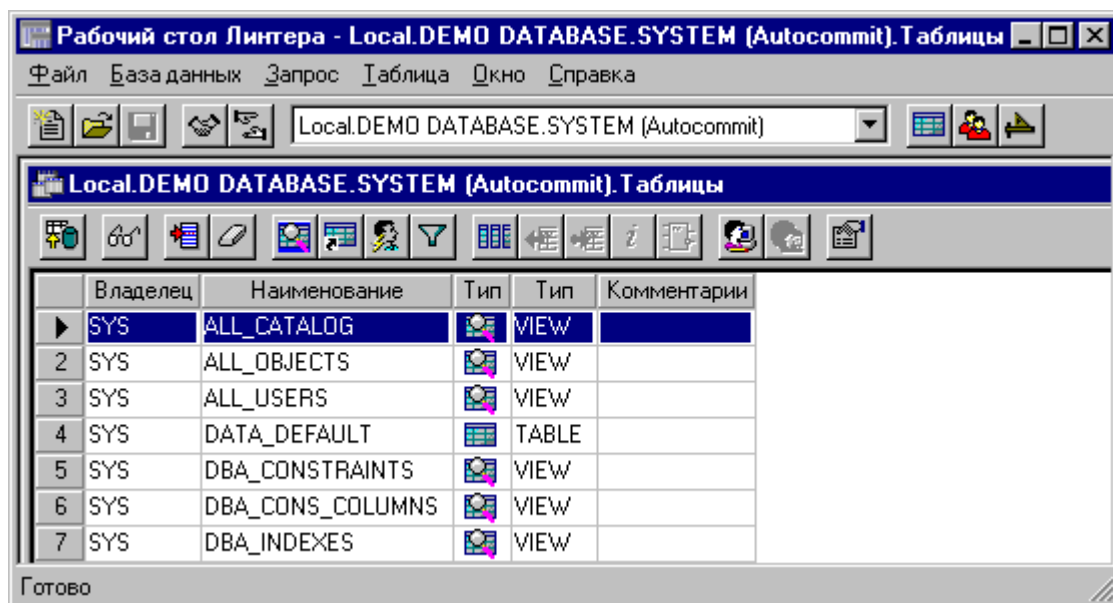 Рабочий стол Линтера - Local.DEMO DATABASE.SYSTEM (Autocommit).Таблицы
Файл База данных Запрос Таблица Окно Справка
Local.DEMO DATABASE.SYSTEM (Autocommit)
Local.DEMO DATABASE.SYSTEM (Autocommit).Таблицы
Владелец Наименование Тип Тип Комментарии
SYS ALL_CATALOG VIEW
2 SYS ALL_OBJECTS VIEW
3 SYS ALL_USERS VIEW
4 SYS DATA_DEFAULT TABLE
5 SYS DBA_CONSTRAINTS VIEW
6 SYS DBA_CONS_COLUMNS VIEW
7 SYS DBA_INDEXES VIEW
Готово